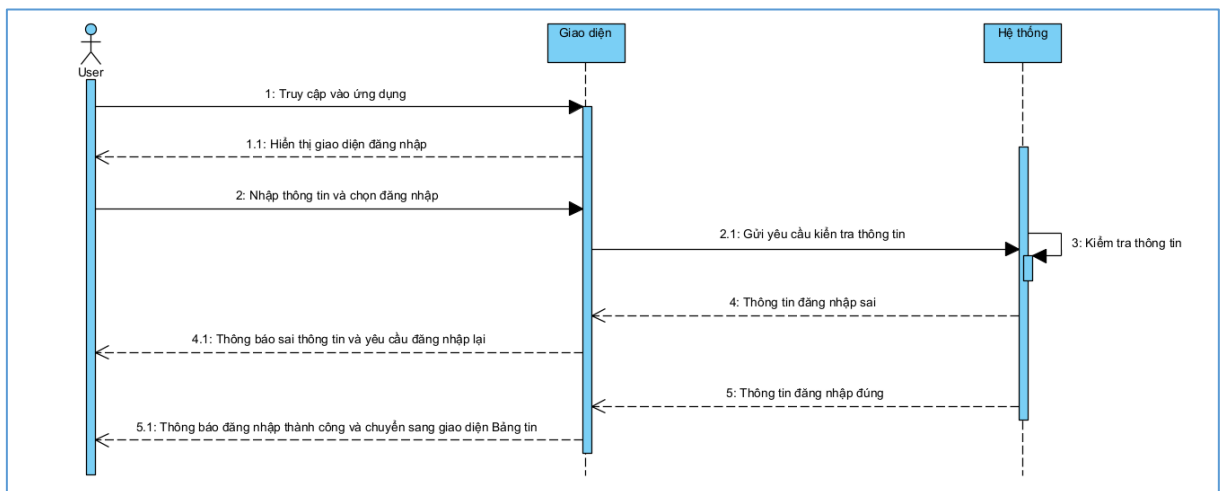 Giao diện
Hệ thống
User
1: Truy cập vào ứng dụng
1.1: Hiển thị giao diện đăng nhập
2: Nhập thông tin và chọn đăng nhập
2.1: Gửi yêu cầu kiển tra thông tin
3: Kiểm tra thông tin
4: Thông tin đăng nhập sai
4.1: Thông báo sai thông tin và yêu cầu đăng nhập lại
5: Thông tin đăng nhập đúng
5.1: Thông báo đăng nhập thành công và chuyển sang giao diện Bảng tin